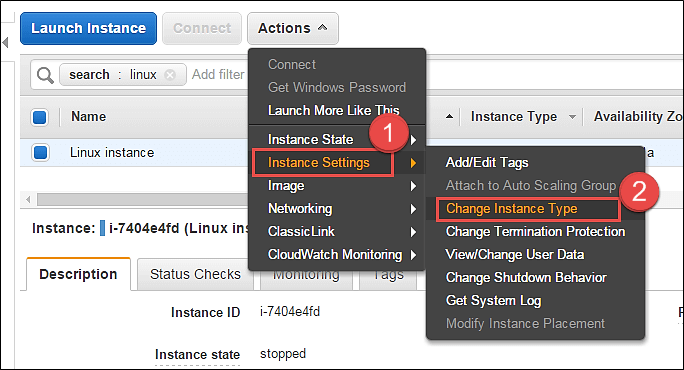 Launch Instance Connect Actions
search : linux Add filter
Name Instance Type Availability Zo
Linux instance a
Connect
Get Windows Password
Launch More Like This
Instance State
1
Instance Settings
Image
Networking
ClassicLink
CloudWatch Monitoring
Add/Edit Tags
Attach to Auto Scaling Group
2
Change Instance Type
Change Termination Protection
View/Change User Data
Change Shutdown Behavior
Get System Log
Modify Instance Placement
Instance: i-7404e4fd (Linux ins
Description Status Checks Monitoring Tags
Instance ID i-7404e4fd
Instance state stopped